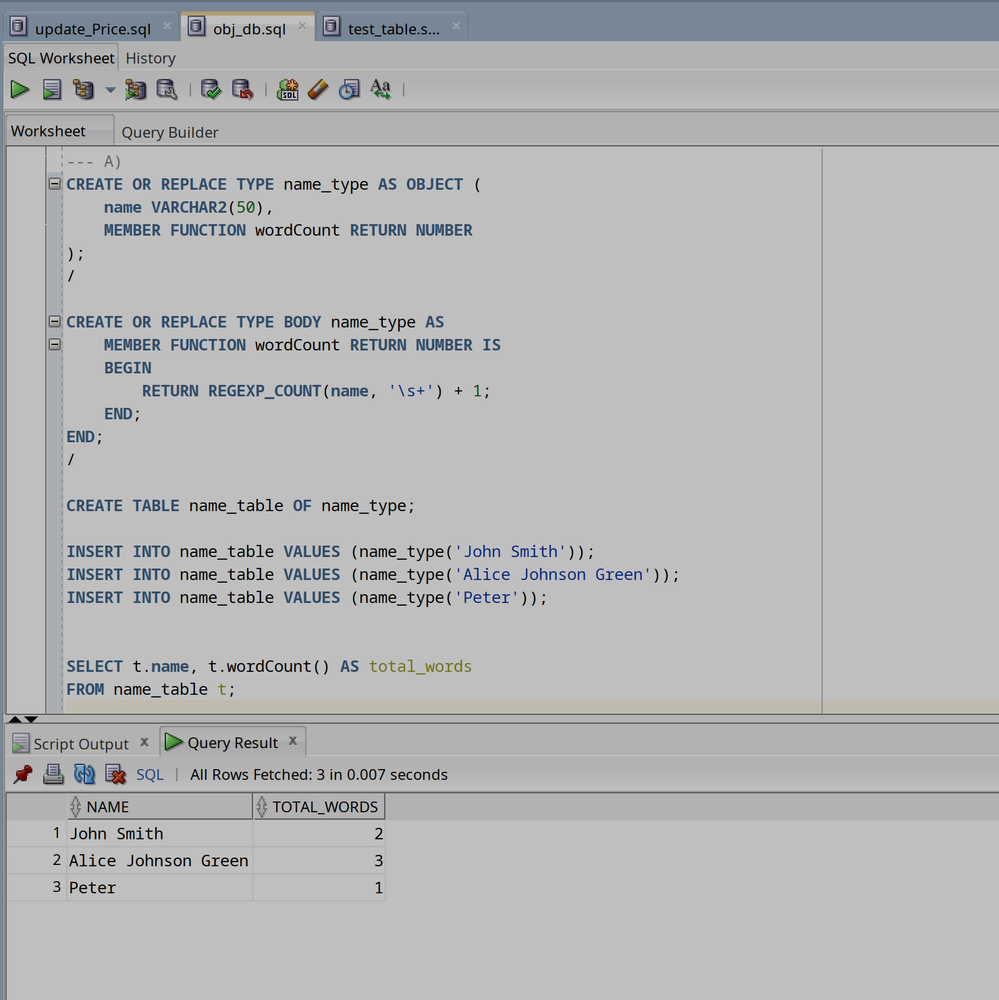 update_Price.sql x obj_db.sql x test_table.s... x
SQL Worksheet History
SQL Aa
Worksheet Query Builder
--- A)
CREATE OR REPLACE TYPE name_type AS OBJECT (
    name VARCHAR2(50),
    MEMBER FUNCTION wordCount RETURN NUMBER
);
/
CREATE OR REPLACE TYPE BODY name_type AS
    MEMBER FUNCTION wordCount RETURN NUMBER IS
    BEGIN
        RETURN REGEXP_COUNT(name, '\s+') + 1;
    END;
END;
/
CREATE TABLE name_table OF name_type;
INSERT INTO name_table VALUES (name_type('John Smith'));
INSERT INTO name_table VALUES (name_type('Alice Johnson Green'));
INSERT INTO name_table VALUES (name_type('Peter'));
SELECT t.name, t.wordCount() AS total_words
FROM name_table t;
Script Output x Query Result x
SQL | All Rows Fetched: 3 in 0.007 seconds
NAME TOTAL_WORDS
1 John Smith 2
2 Alice Johnson Green 3
3 Peter 1